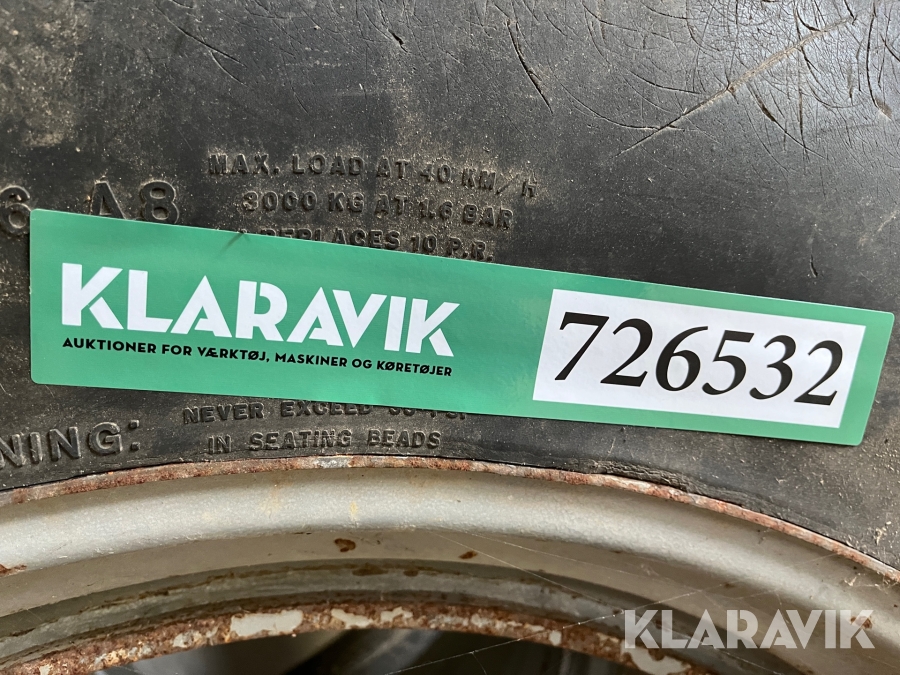 MAX. LOAD AT 40 KM/H
6 A8
3000 KG AT 1.6 BAR
REPLACES 10 P.R.
KLARAVIK
726532
AUKTIONER FOR VÆRKTØJ, MASKINER OG KØRETØJER
NEVER EXCEED
NING:
IN SEATING BEADS
KLARAVIK